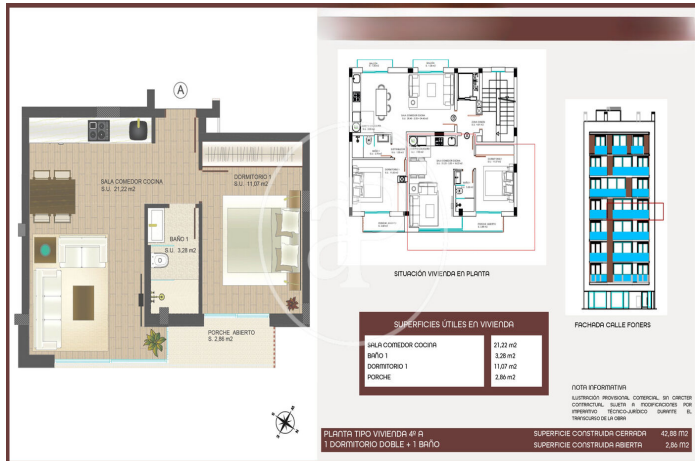 A
SALA COMEDOR COCINA
S.U. 21,22 m2
DORMITORIO 1
S.U. 11,07 m2
BAÑO 1
S.U. 3,28 m2
PORCHE ABIERTO
S. 2,86 m2
SITUACIÓN VIVIENDA EN PLANTA
FACHADA CALLE FONERS
SUPERFICIES ÚTILES EN VIVIENDA
SALA COMEDOR COCINA 21,22 m2
BAÑO 1 3,28 m2
DORMITORIO 1 11,07 m2
PORCHE 2,86 m2
NOTA INFORMATIVA
ILUSTRACIÓN PROVISIONAL COMERCIAL, SIN CARCTER
CONTRACTUAL, SUJETA A MODIFICACIONES POR
IMPERATIVO TÉCNICO-JURÍDICO DURANTE EL
TRANSCURSO DE LA OBRA
PLANTA TIPO VIVIENDA 4º A
1 DORMITORIO DOBLE + 1 BAÑO
SUPERFICIE CONSTRUIDA CERRADA 42,88 M2
SUPERFICIE CONSTRUIDA ABIERTA 2,86 M2